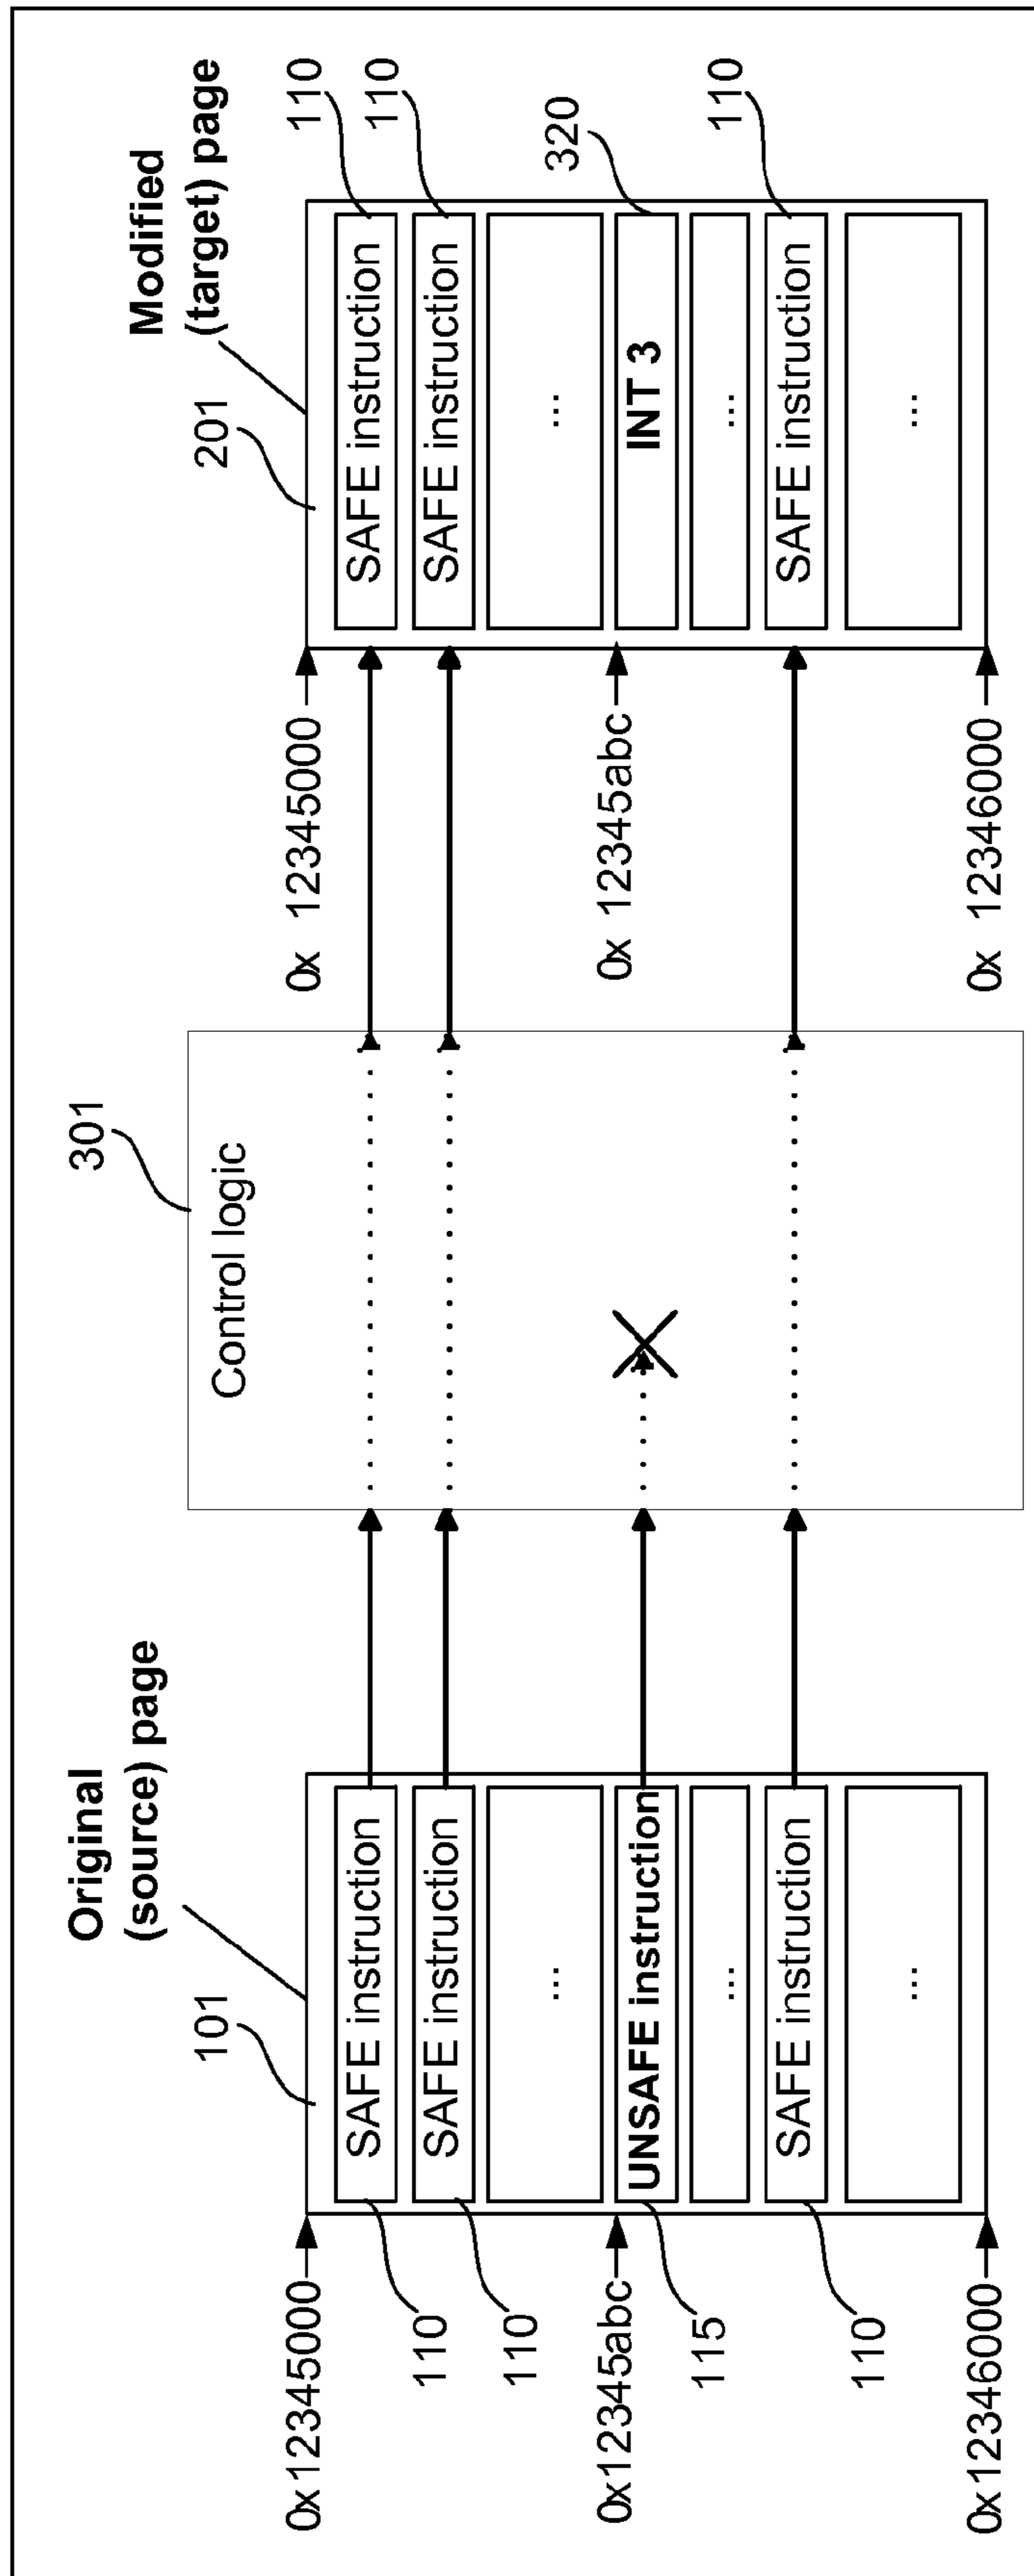 Original
(source) page
101
0x12345000
SAFE instruction
110
SAFE instruction
110
...
0x12345abc
UNSAFE instruction
115
...
SAFE instruction
110
...
0x12346000
301
Control logic
Modified
(target) page
201
0x 12345000
SAFE instruction
110
SAFE instruction
110
...
0x 12345abc
INT 3
320
...
SAFE instruction
110
...
0x 12346000